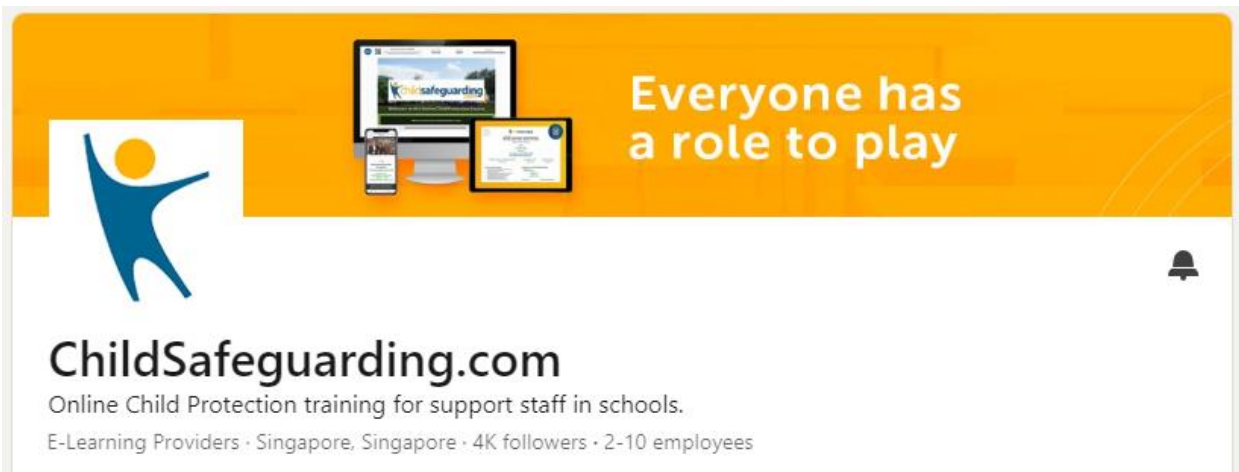 Childsafeguarding
Everyone has
a role to play
ChildSafeguarding.com
Online Child Protection training for support staff in schools.
E-Learning Providers · Singapore, Singapore · 4K followers · 2-10 employees